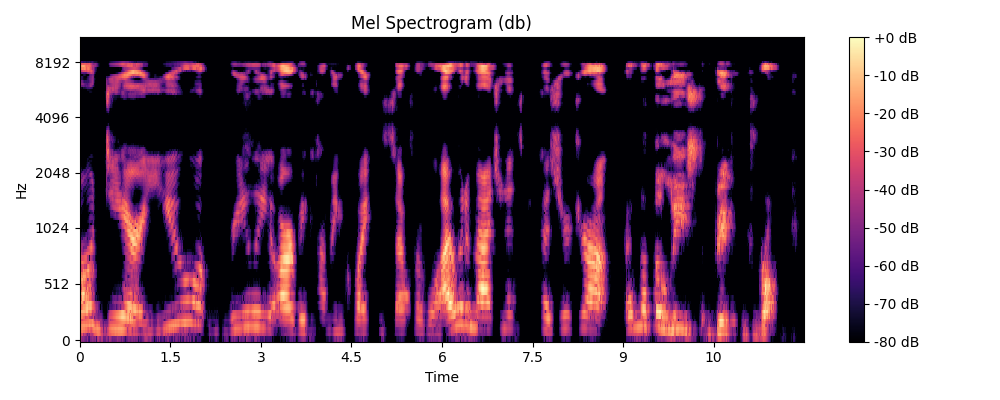 Mel Spectrogram (db)
Hz
8192
4096
2048
1024
512
0
0 1.5 3 4.5 6 7.5 9 10
Time
+0 dB
-10 dB
-20 dB
-30 dB
-40 dB
-50 dB
-60 dB
-70 dB
-80 dB